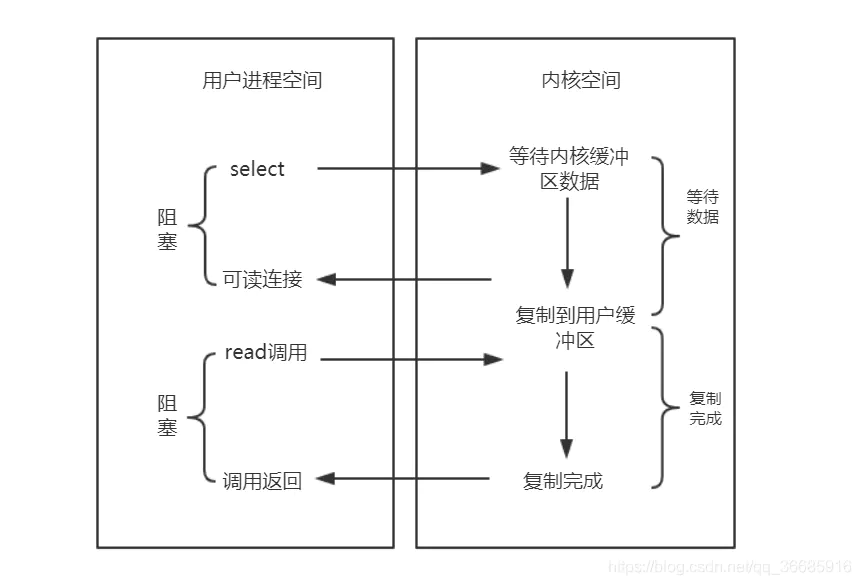 用户进程空间
内核空间
select
等待内核缓冲
区数据
等待
数据
阻
塞
可读连接
复制到用户缓
冲区
read调用
阻
塞
复制
完成
调用返回
复制完成
https://blog.csdn.net/qq_36685916